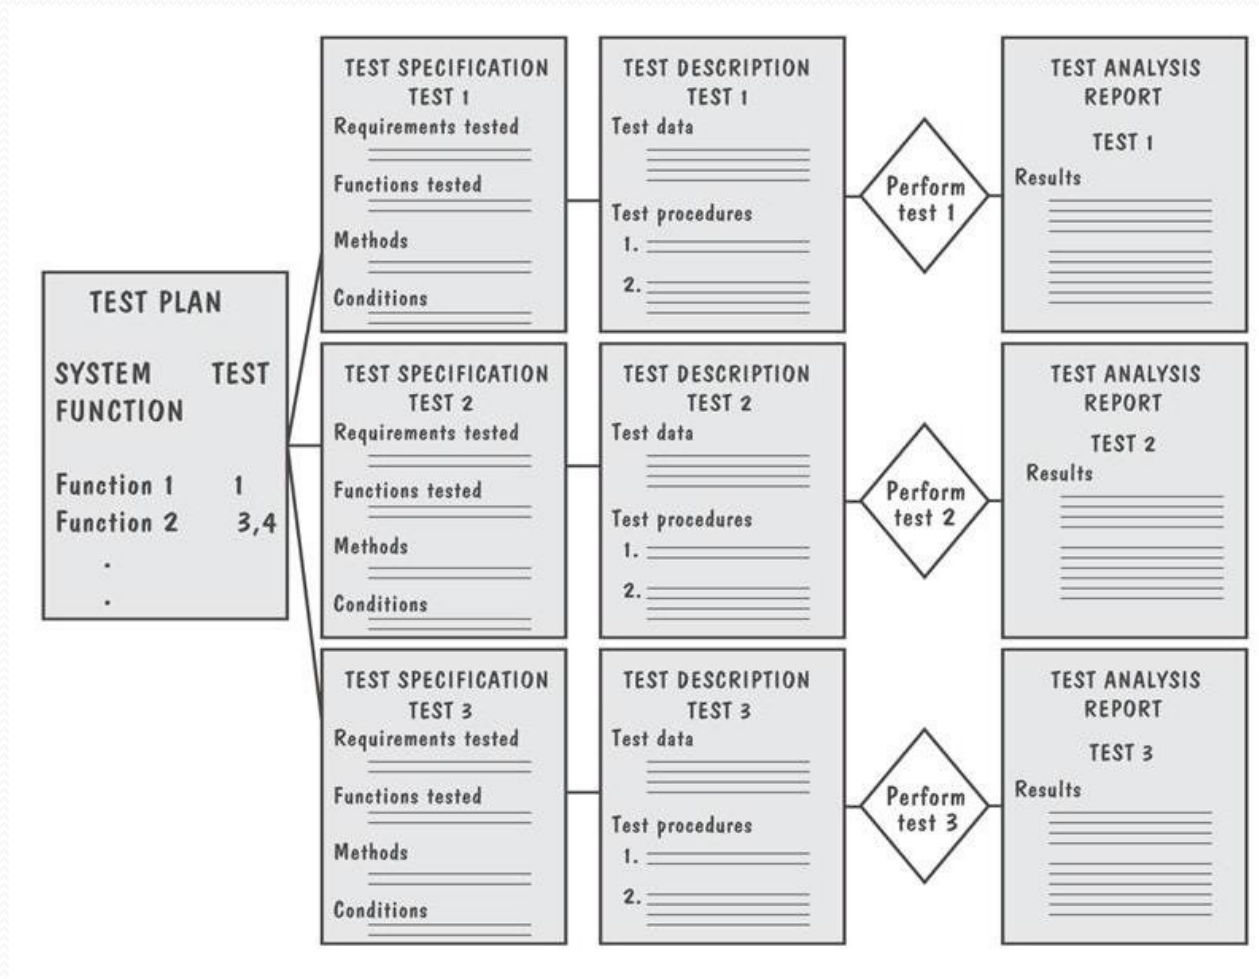 TEST PLAN
SYSTEM TEST
FUNCTION
Function 1 1
Function 2 3,4
.
.
TEST SPECIFICATION
TEST 1
Requirements tested
Functions tested
Methods
Conditions
TEST DESCRIPTION
TEST 1
Test data
Test procedures
1.
2.
Perform
test 1
TEST ANALYSIS
REPORT
TEST 1
Results
TEST SPECIFICATION
TEST 2
Requirements tested
Functions tested
Methods
Conditions
TEST DESCRIPTION
TEST 2
Test data
Test procedures
1.
2.
Perform
test 2
TEST ANALYSIS
REPORT
TEST 2
Results
TEST SPECIFICATION
TEST 3
Requirements tested
Functions tested
Methods
Conditions
TEST DESCRIPTION
TEST 3
Test data
Test procedures
1.
2.
Perform
test 3
TEST ANALYSIS
REPORT
TEST 3
Results